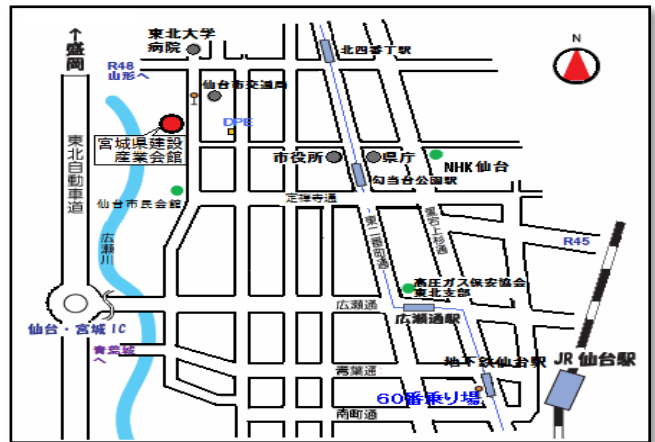 東北大学
病院
↑盛岡
R48
山形へ
北四番丁駅
N
仙台市交通局
DPE
宮城県建設
産業会館
市役所
県庁
NHK仙台
勾当台公園駅
東北自動車道
仙台市民会館
定禅寺通
東二番町通
愛宕上杉通
広瀬川
R45
高圧ガス保安協会
東北支部
広瀬通
広瀬通駅
仙台・宮城IC
青葉城
へ
青葉通
地下鉄仙台駅
JR仙台駅
60番乗り場
南町通